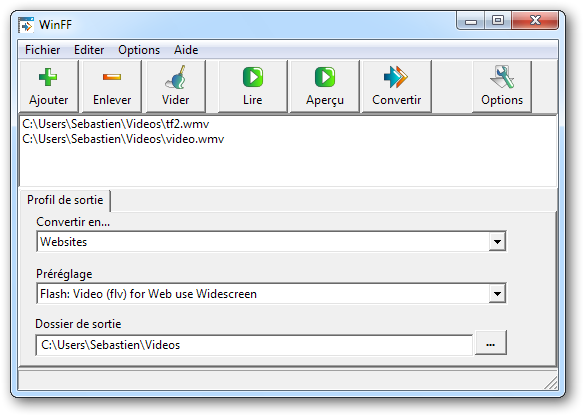 WinFF
Fichier Editer Options Aide
Ajouter Enlever Vider Lire Aperçu Convertir Options
C:\Users\Sebastien\Videos\tf2.wmv
C:\Users\Sebastien\Videos\video.wmv
Profil de sortie
Convertir en...
Websites
Préréglage
Flash: Video (flv) for Web use Widescreen
Dossier de sortie
C:\Users\Sebastien\Videos ...